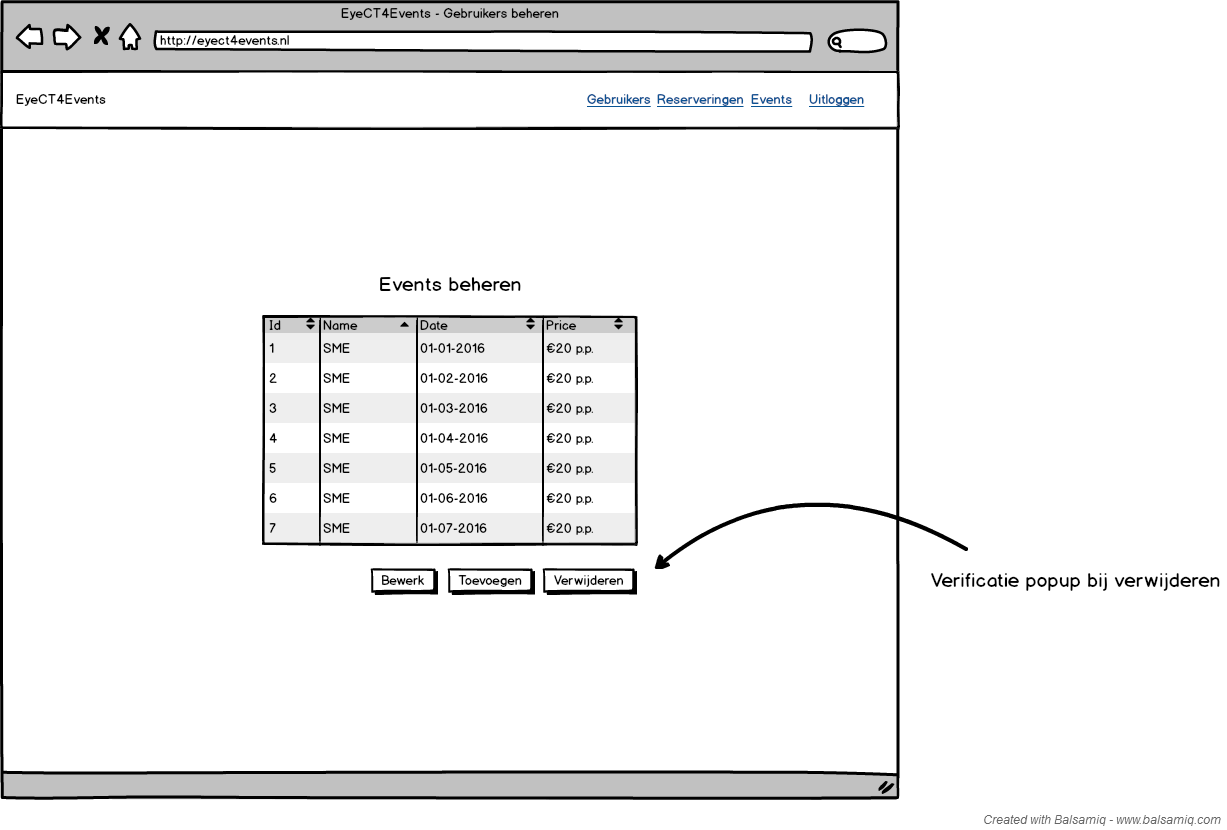 EyeCT4Events - Gebruikers beheren
http://eyect4events.nl
EyeCT4Events
Gebruikers Reserveringen Events Uitloggen
Events beheren
Id Name Date Price
1 SME 01-01-2016 €20 p.p.
2 SME 01-02-2016 €20 p.p.
3 SME 01-03-2016 €20 p.p.
4 SME 01-04-2016 €20 p.p.
5 SME 01-05-2016 €20 p.p.
6 SME 01-06-2016 €20 p.p.
7 SME 01-07-2016 €20 p.p.
Bewerk Toevoegen Verwijderen
Verificatie popup bij verwijderen
Created with Balsamiq - www.balsamiq.com